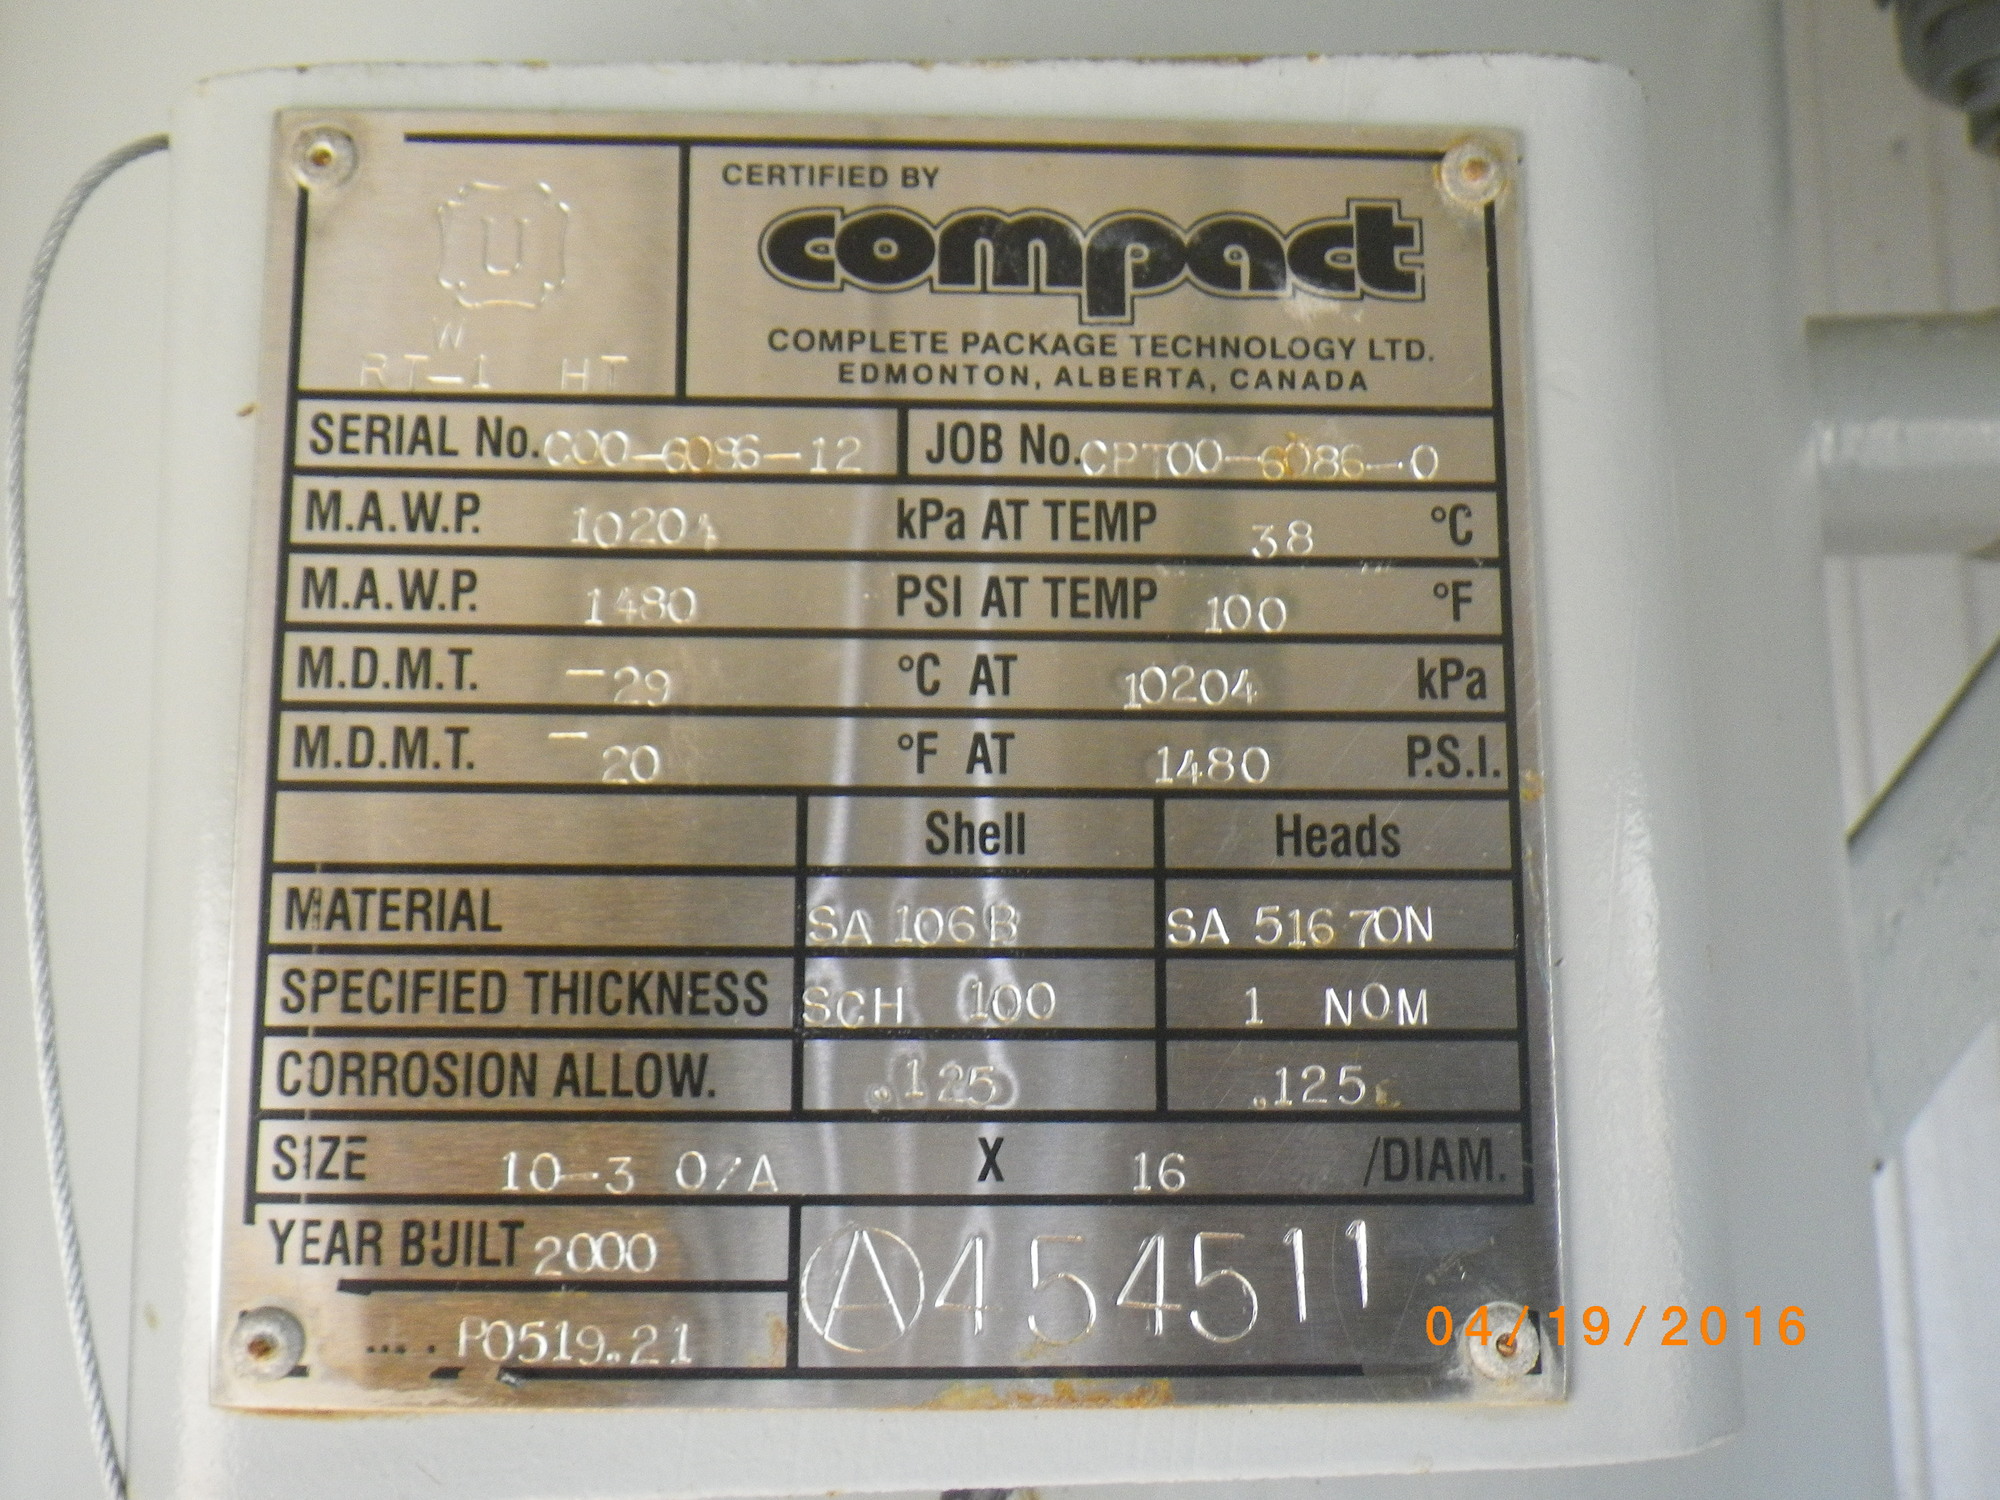 U
W
RT-1 HT
CERTIFIED BY
compact
COMPLETE PACKAGE TECHNOLOGY LTD.
EDMONTON, ALBERTA, CANADA
SERIAL No. C00-6086-12 JOB No. CPT00-6086-0
M.A.W.P. 10204 kPa AT TEMP 38 °C
M.A.W.P. 1480 PSI AT TEMP 100 °F
M.D.M.T. -29 °C AT 10204 kPa
M.D.M.T. -20 °F AT 1480 P.S.I.
Shell Heads
MATERIAL SA 106B SA 516 70N
SPECIFIED THICKNESS SCH 100 1 NOM
CORROSION ALLOW. .125 .125
SIZE 10-3 O/A X 16 /DIAM.
YEAR BUILT 2000
A 454511
P0519.21
04/19/2016